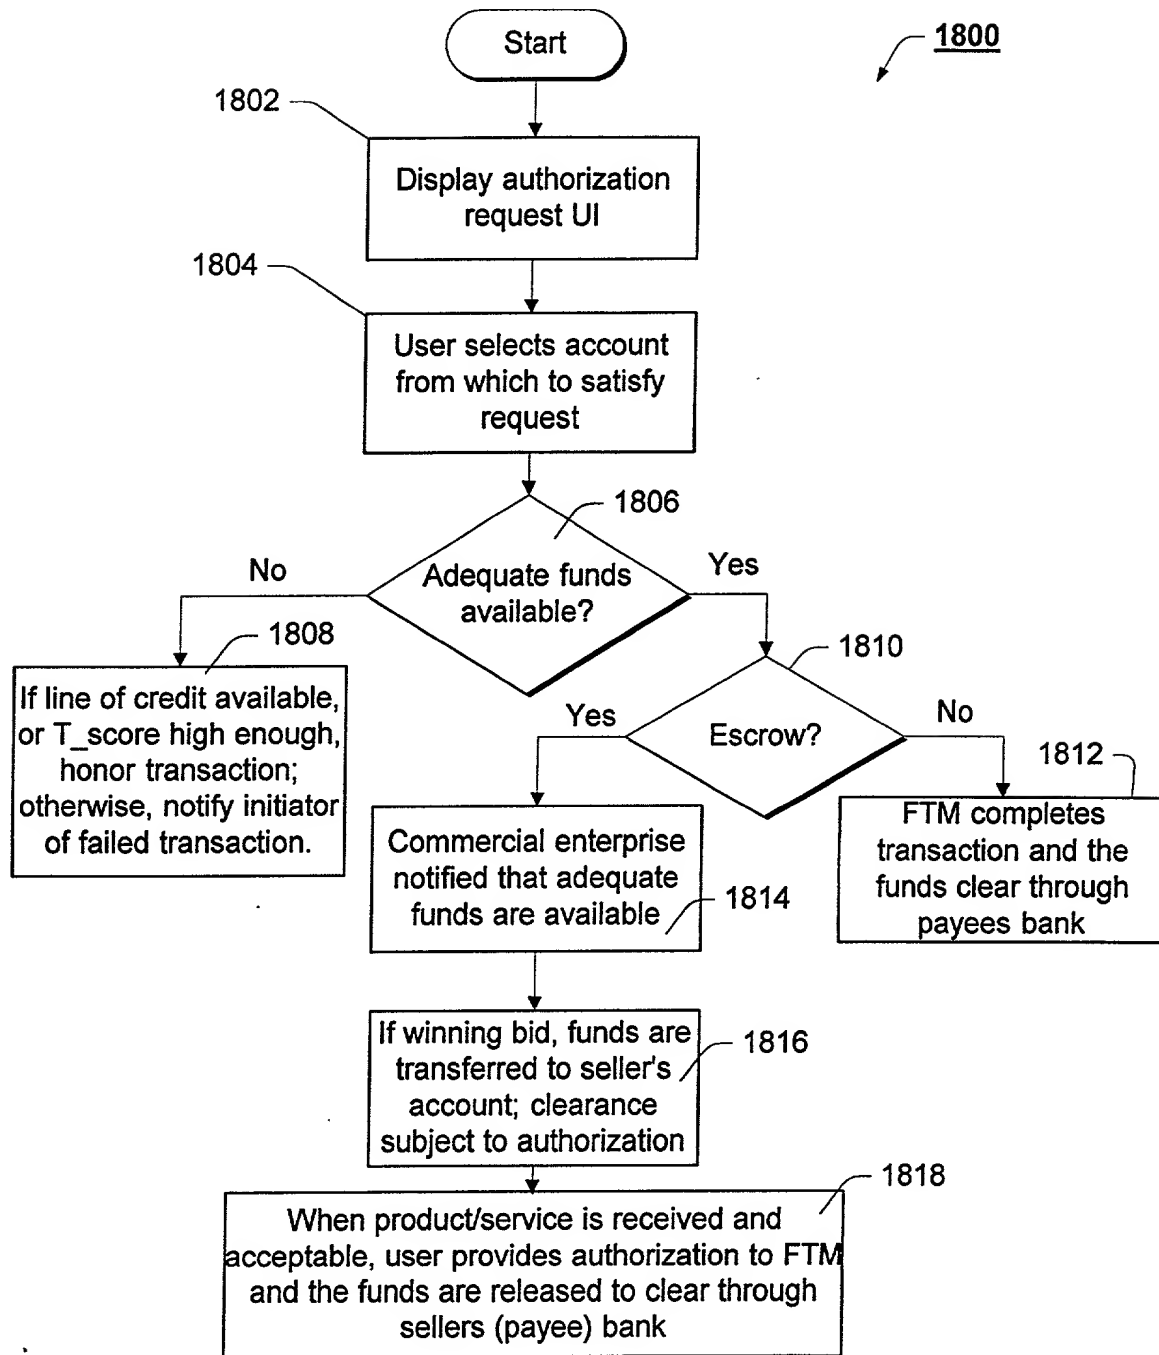 Start
1800
1802
Display authorization
request UI
1804
User selects account
from which to satisfy
request
1806
Adequate funds
available?
No
Yes
1808
If line of credit available,
or T_score high enough,
honor transaction;
otherwise, notify initiator
of failed transaction.
1810
Escrow?
Yes
No
1812
FTM completes
transaction and the
funds clear through
payees bank
Commercial enterprise
notified that adequate
funds are available
1814
If winning bid, funds are
transferred to seller's
account; clearance
subject to authorization
1816
1818
When product/service is received and
acceptable, user provides authorization to FTM
and the funds are released to clear through
sellers (payee) bank